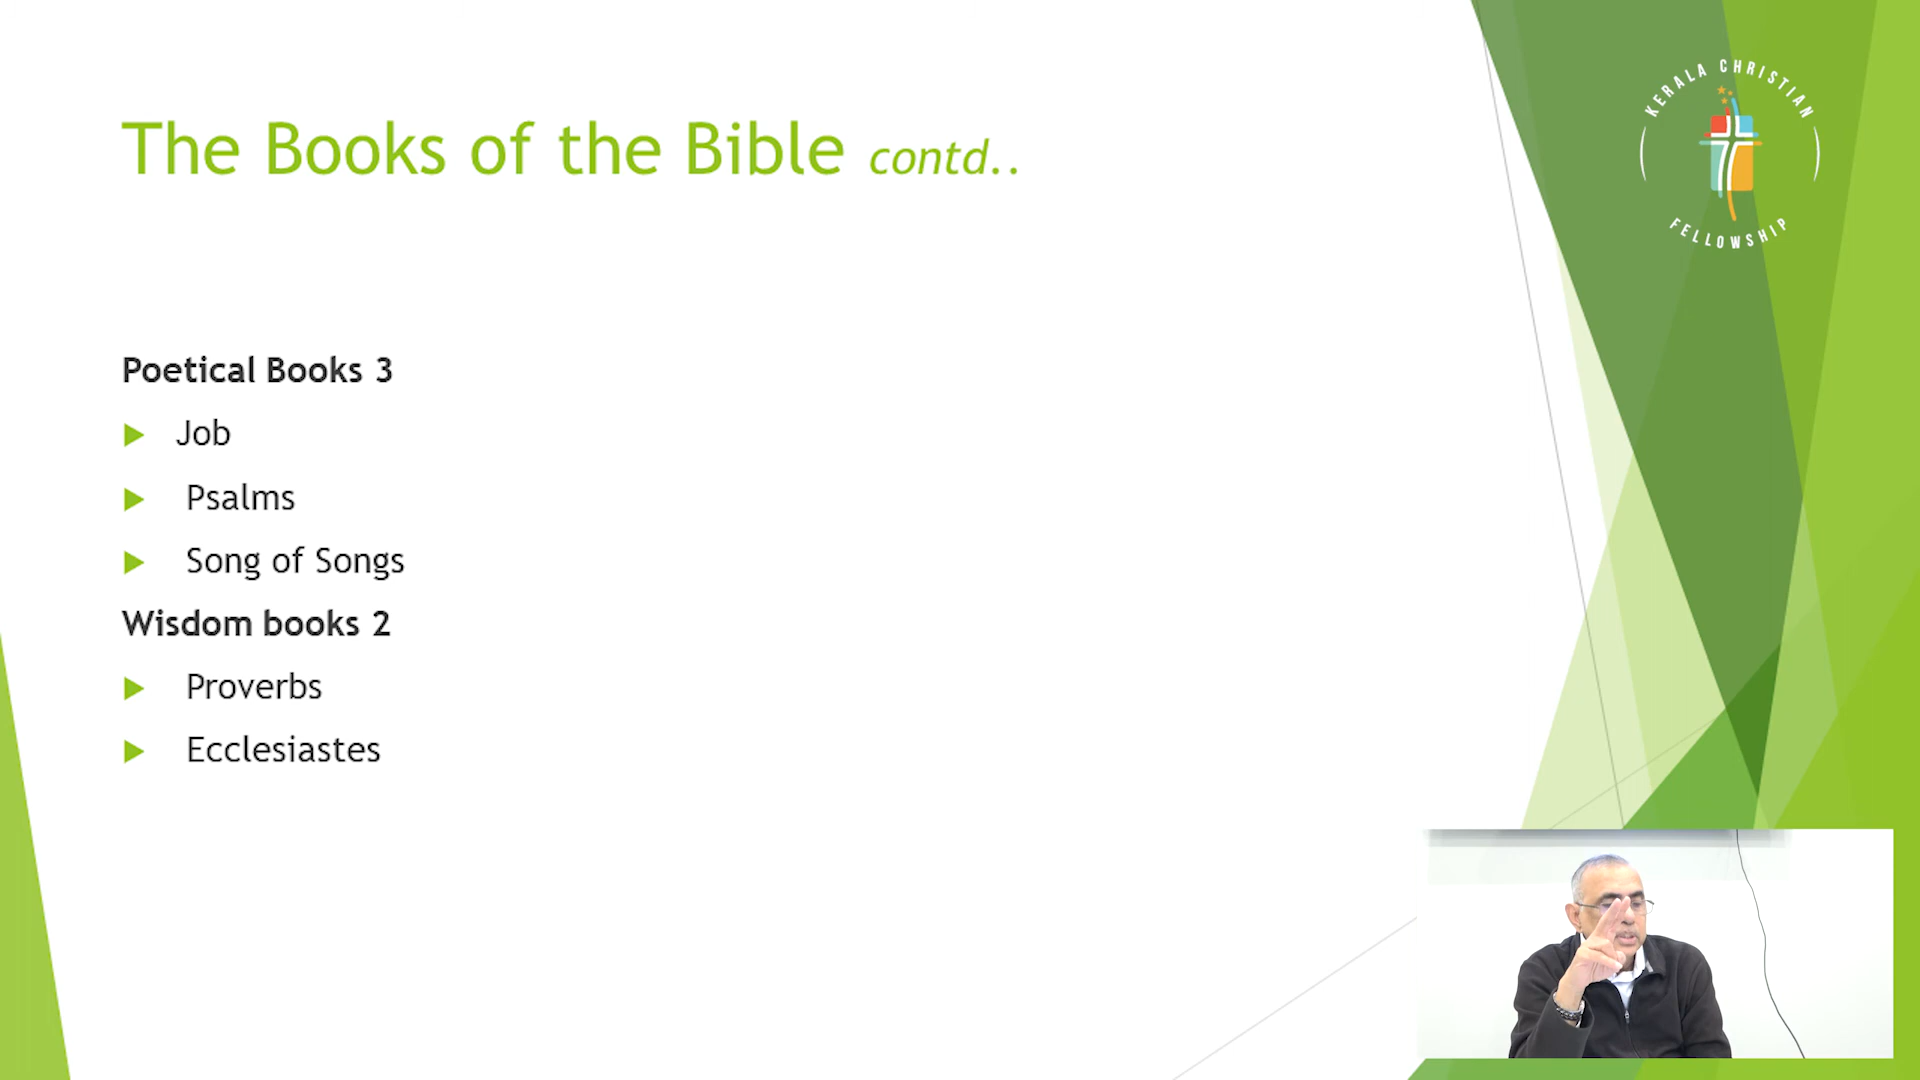 The Books of the Bible contd..
KERALA CHRISTIAN
FELLOWSHIP
Poetical Books 3
Job
Psalms
Song of Songs
Wisdom books 2
Proverbs
Ecclesiastes